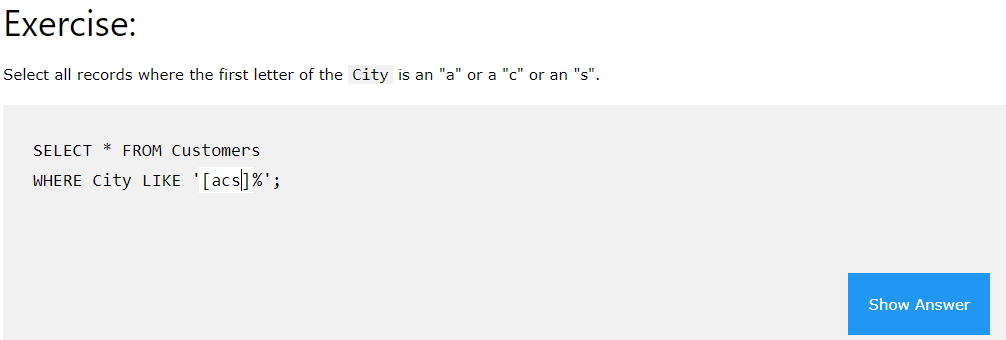 Exercise:
Select all records where the first letter of the City is an "a" or a "c" or an "s".
SELECT * FROM Customers
WHERE City LIKE '[acs]%';
Show Answer